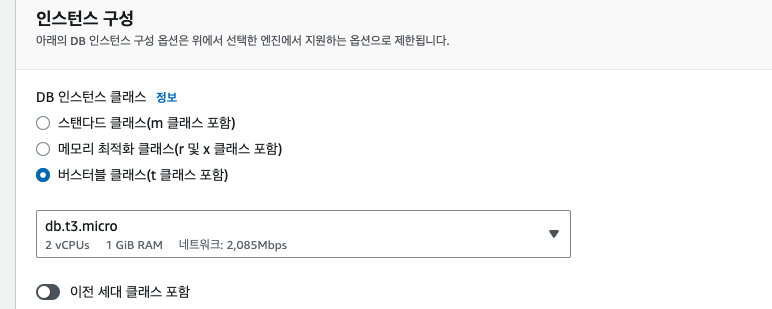 인스턴스 구성
아래의 DB 인스턴스 구성 옵션은 위에서 선택한 엔진에서 지원하는 옵션으로 제한됩니다.
DB 인스턴스 클래스 정보
스탠다드 클래스(m 클래스 포함)
메모리 최적화 클래스(r 및 x 클래스 포함)
버스터블 클래스(t 클래스 포함)
db.t3.micro
2 vCPUs 1 GiB RAM 네트워크: 2,085Mbps
이전 세대 클래스 포함